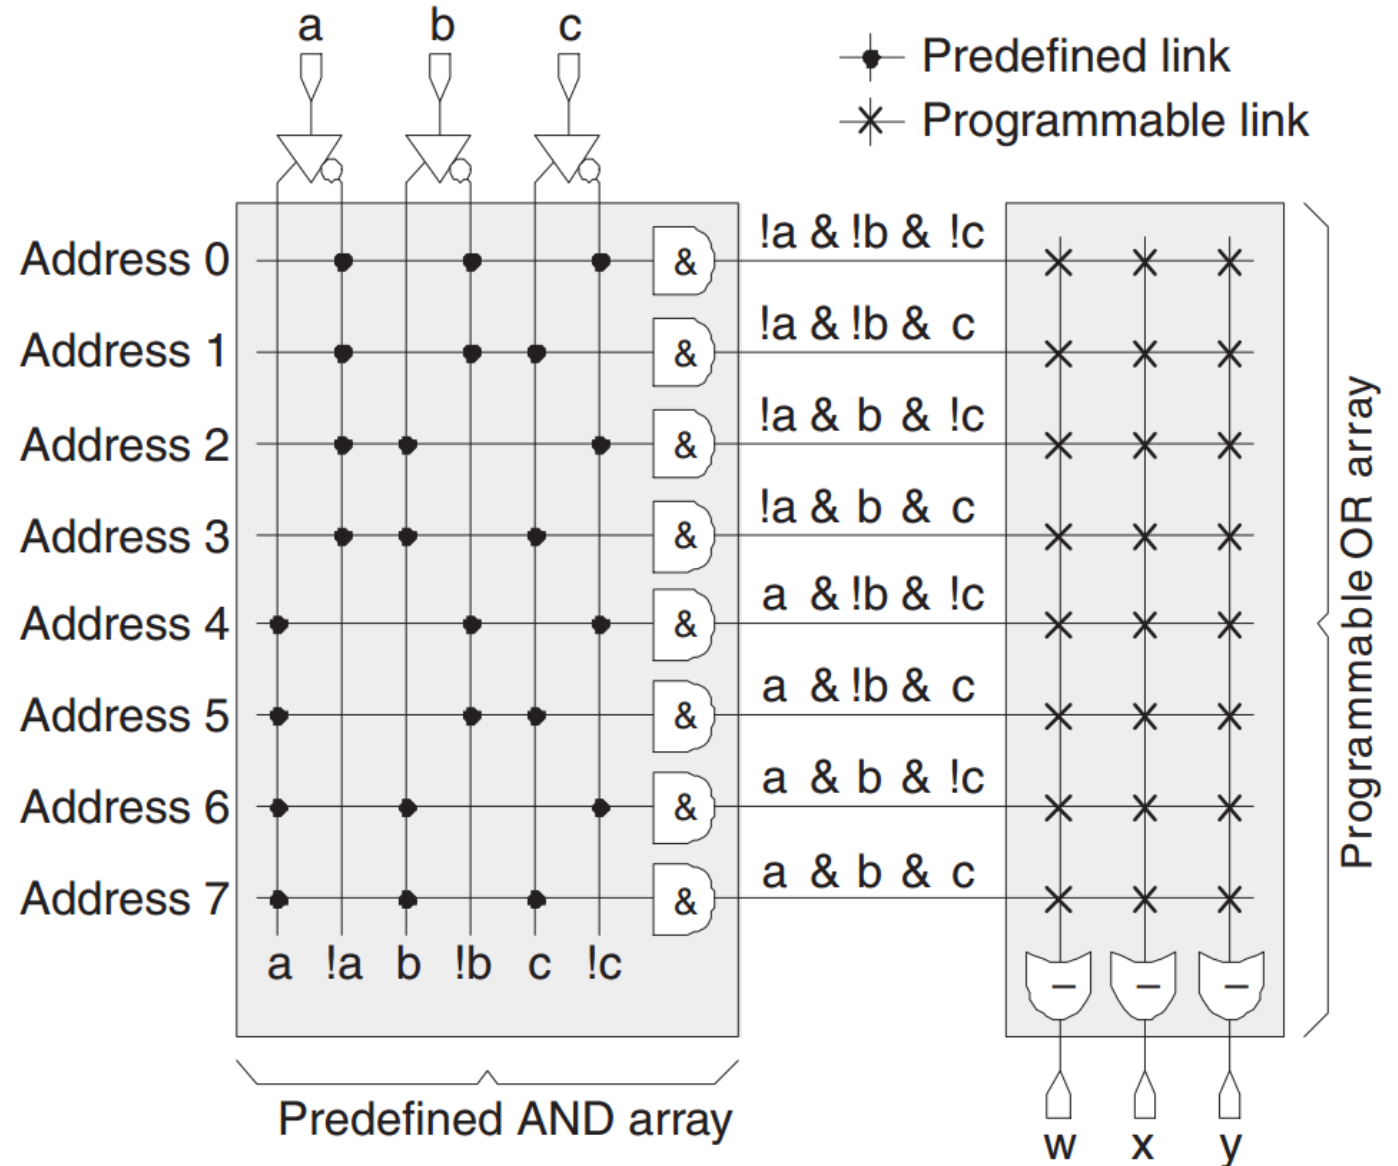 a b c
Predefined link
Programmable link
Address 0 & !a & !b & !c
Address 1 & !a & !b & c
Address 2 & !a & b & !c
Address 3 & !a & b & c
Address 4 & a & !b & !c
Address 5 & a & !b & c
Address 6 & a & b & !c
Address 7 & a & b & c
a !a b !b c !c
| | |
Predefined AND array
w x y
Programmable OR array